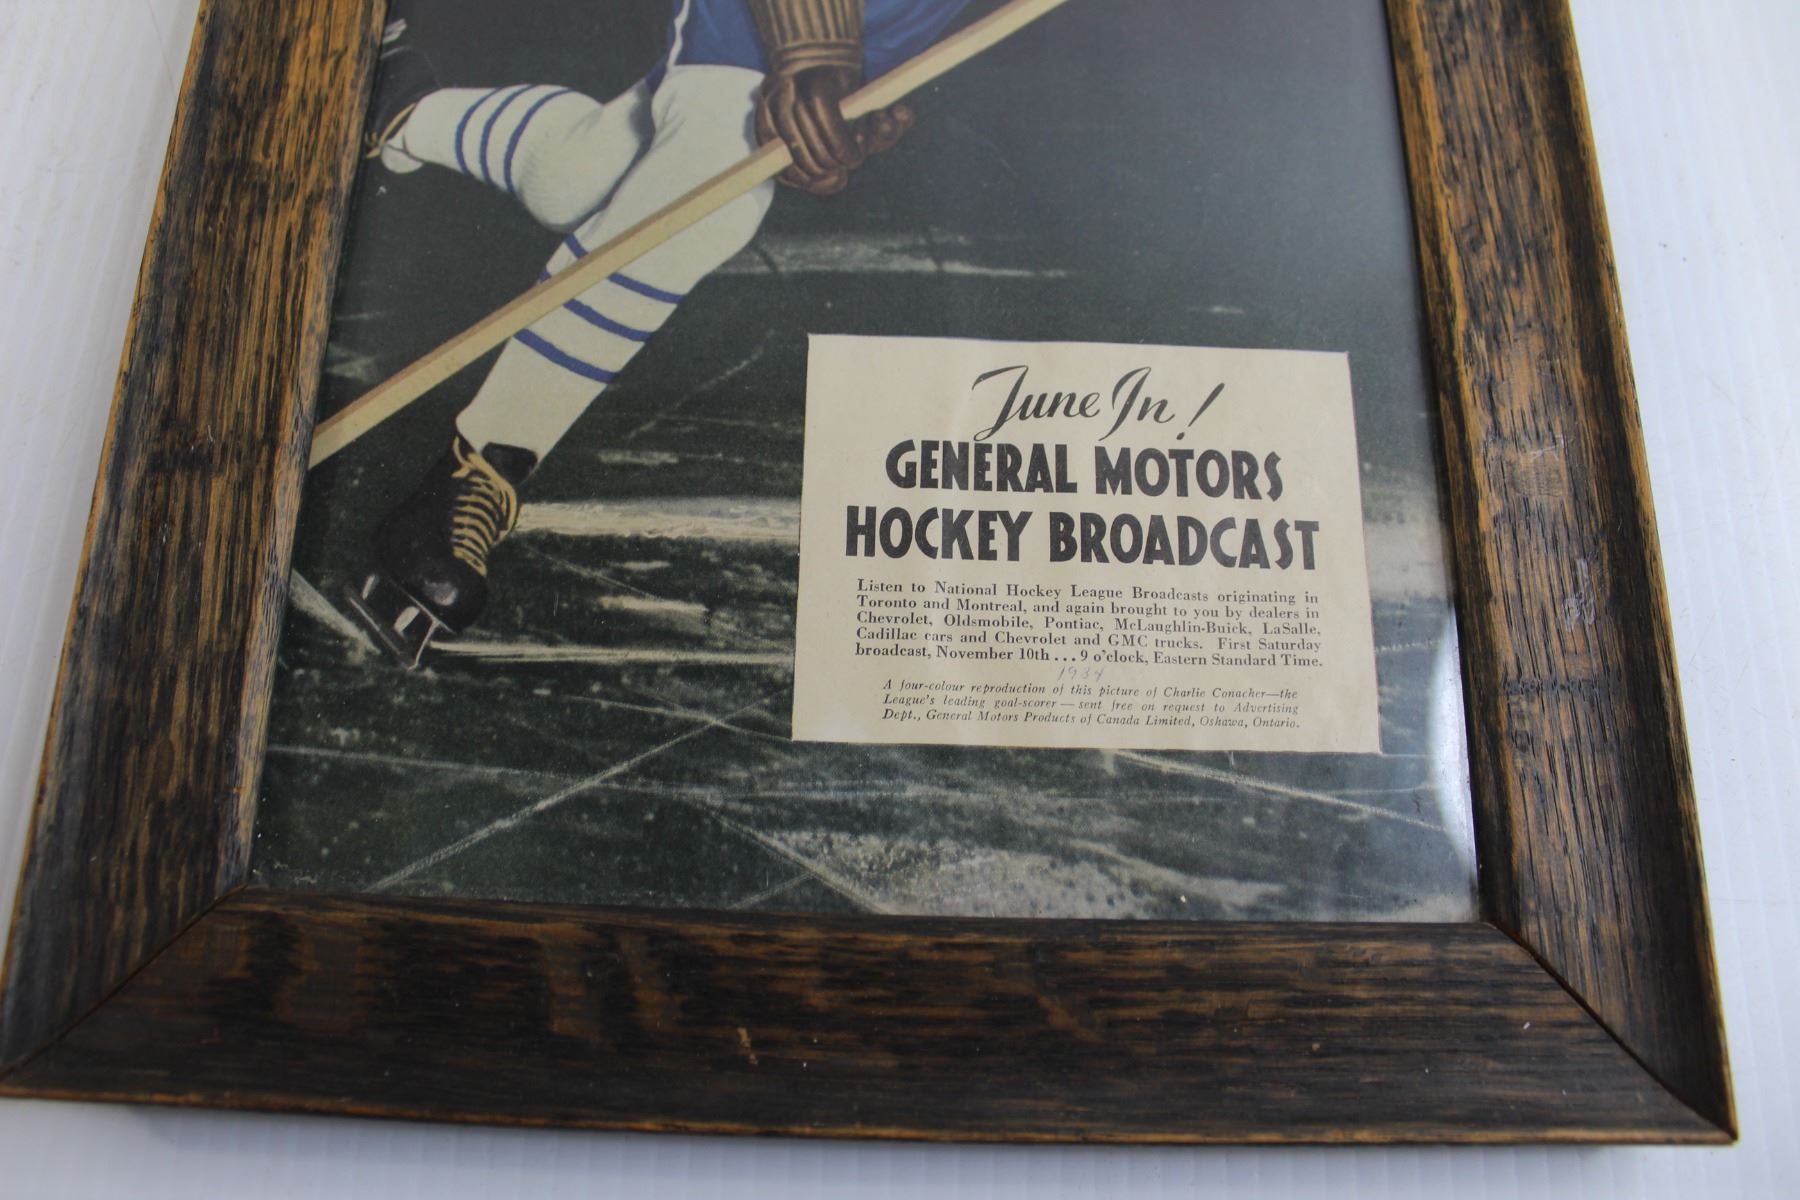 Tune In!
GENERAL MOTORS
HOCKEY BROADCAST
Listen to National Hockey League Broadcasts originating in
Toronto and Montreal, and again brought to you by dealers in
Chevrolet, Oldsmobile, Pontiac, McLaughlin-Buick, LaSalle,
Cadillac cars and Chevrolet and GMC trucks. First Saturday
broadcast, November 10th ... 9 o'clock, Eastern Standard Time.
1934
A four-colour reproduction of this picture of Charlie Conacher—the
League's leading goal-scorer—sent free on request to Advertising
Dept., General Motors Products of Canada Limited, Oshawa, Ontario.